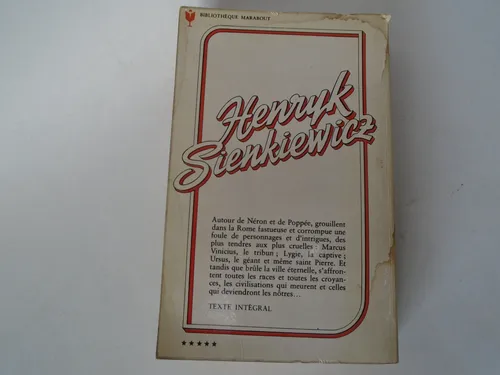 BIBLIOTHEQUE MARABOUT
Henryk
Sienkiewicz
Autour de Néron et de Poppée, grouillent
dans la Rome fastueuse et corrompue une
foule de personnages et d'intrigues, des
plus tendres aux plus cruelles : Marcus
Vinicius, le tribun ; Lygie, la captive ;
Ursus, le géant et même saint Pierre. Et
tandis que brûle la ville éternelle, s'affron-
tent toutes les races et toutes les croyan-
ces, les civilisations qui meurent et celles
qui deviendront les nôtres...
TEXTE INTÉGRAL
★★★★★